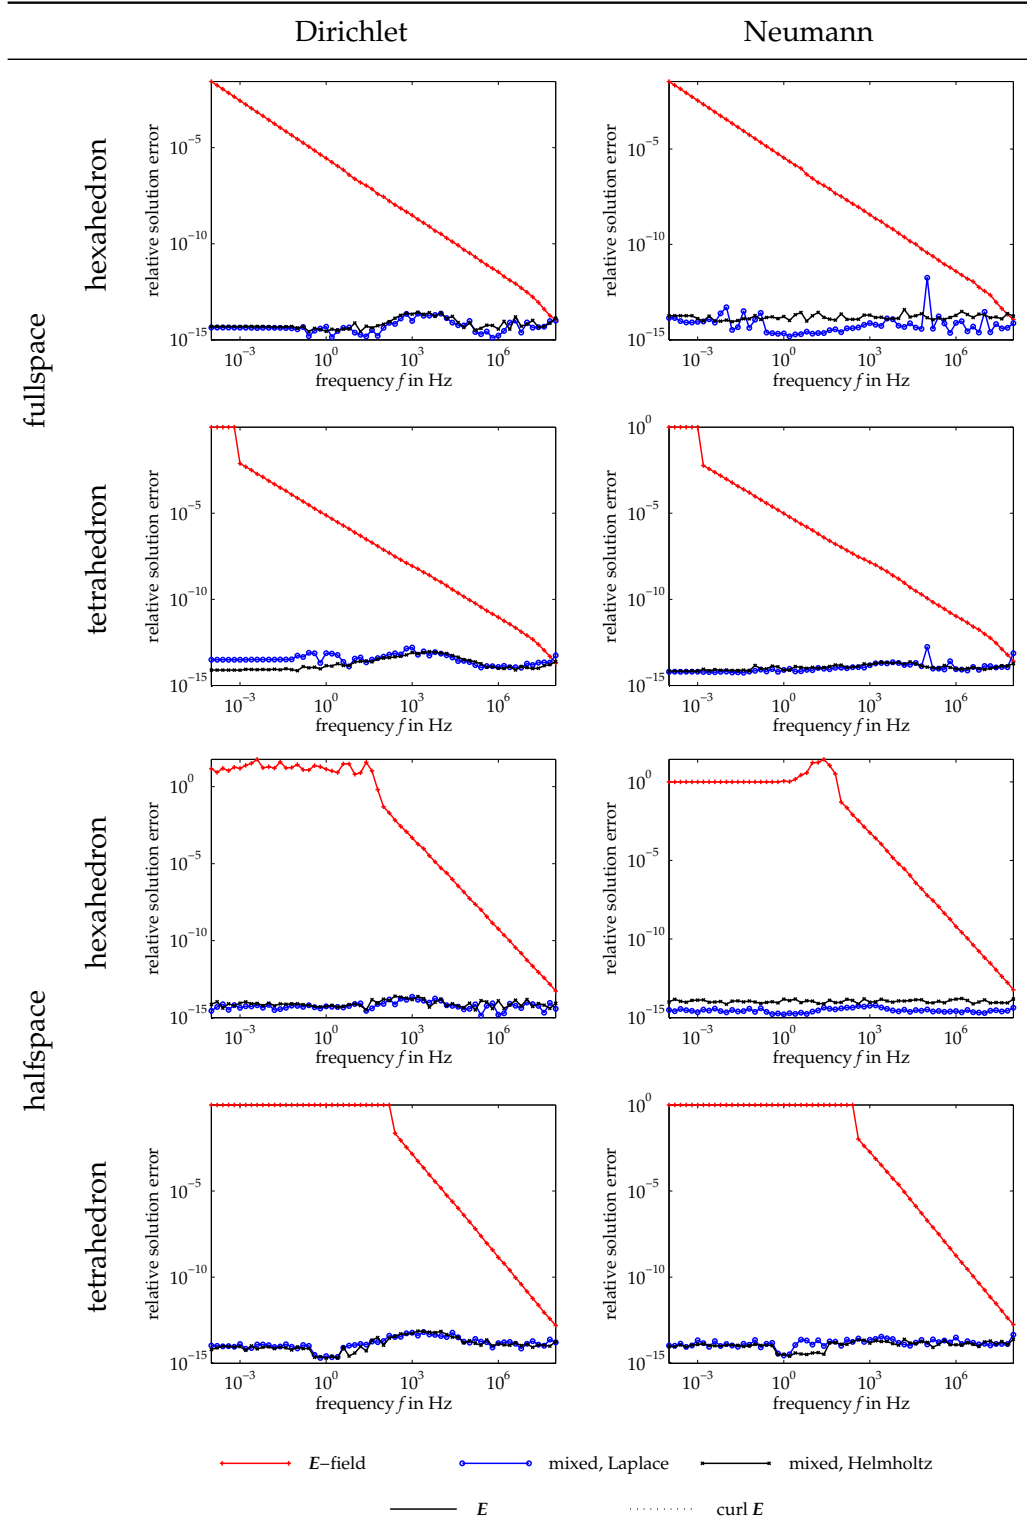 Dirichlet Neumann
fullspace
hexahedron
relative solution error
10^-5
10^-10
10^-15
10^-3 10^0 10^3 10^6
frequency f in Hz
relative solution error
10^-5
10^-10
10^-15
10^-3 10^0 10^3 10^6
frequency f in Hz
tetrahedron
relative solution error
10^-5
10^-10
10^-15
10^-3 10^0 10^3 10^6
frequency f in Hz
relative solution error
10^0
10^-5
10^-10
10^-15
10^-3 10^0 10^3 10^6
frequency f in Hz
halfspace
hexahedron
relative solution error
10^0
10^-5
10^-10
10^-15
10^-3 10^0 10^3 10^6
frequency f in Hz
relative solution error
10^0
10^-5
10^-10
10^-15
10^-3 10^0 10^3 10^6
frequency f in Hz
tetrahedron
relative solution error
10^-5
10^-10
10^-15
10^-3 10^0 10^3 10^6
frequency f in Hz
relative solution error
10^0
10^-5
10^-10
10^-15
10^-3 10^0 10^3 10^6
frequency f in Hz
E-field mixed, Laplace mixed, Helmholtz
E curl E